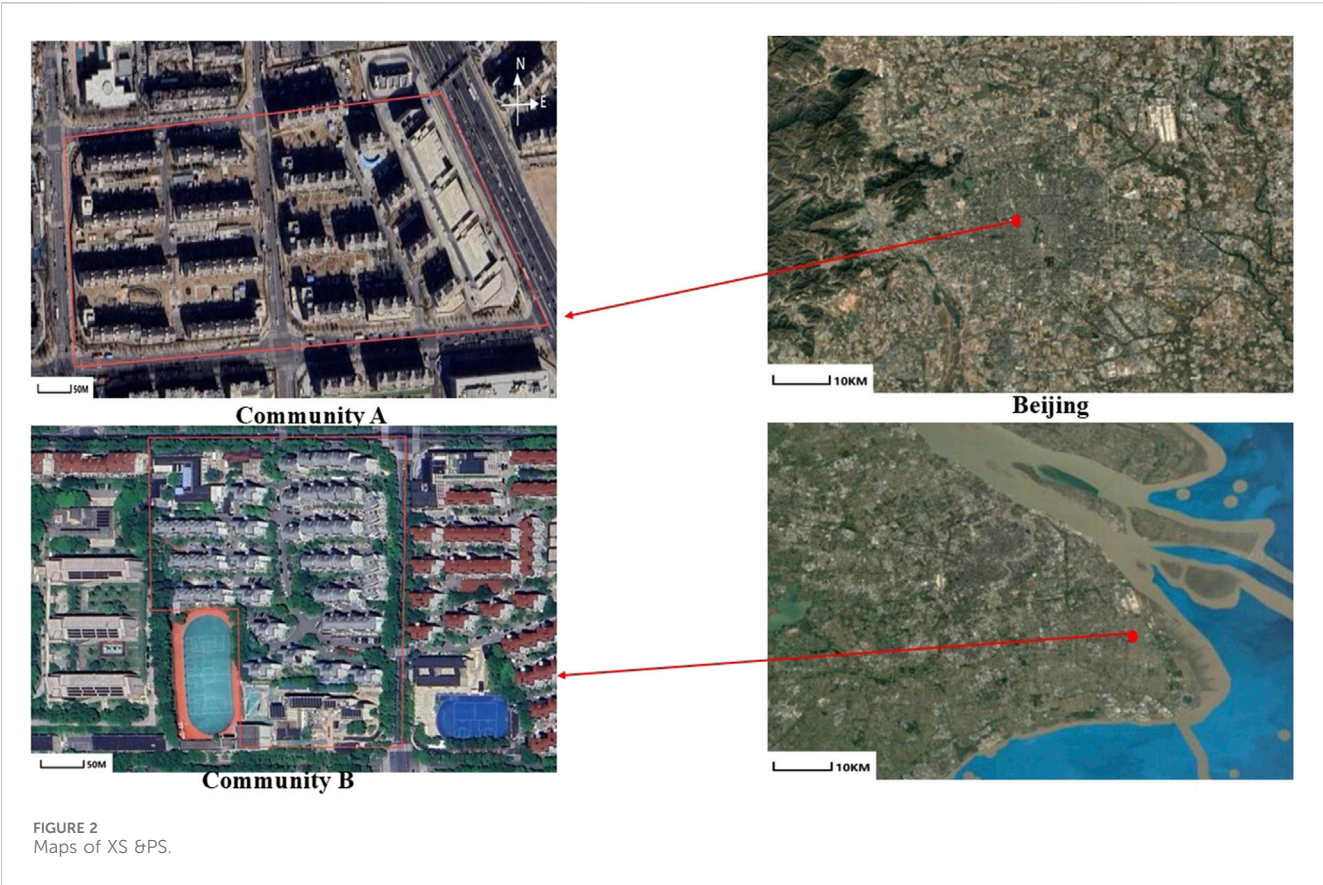 N
E
50M
Community A
10KM
Beijing
50M
Community B
10KM
FIGURE 2
Maps of XS &PS.